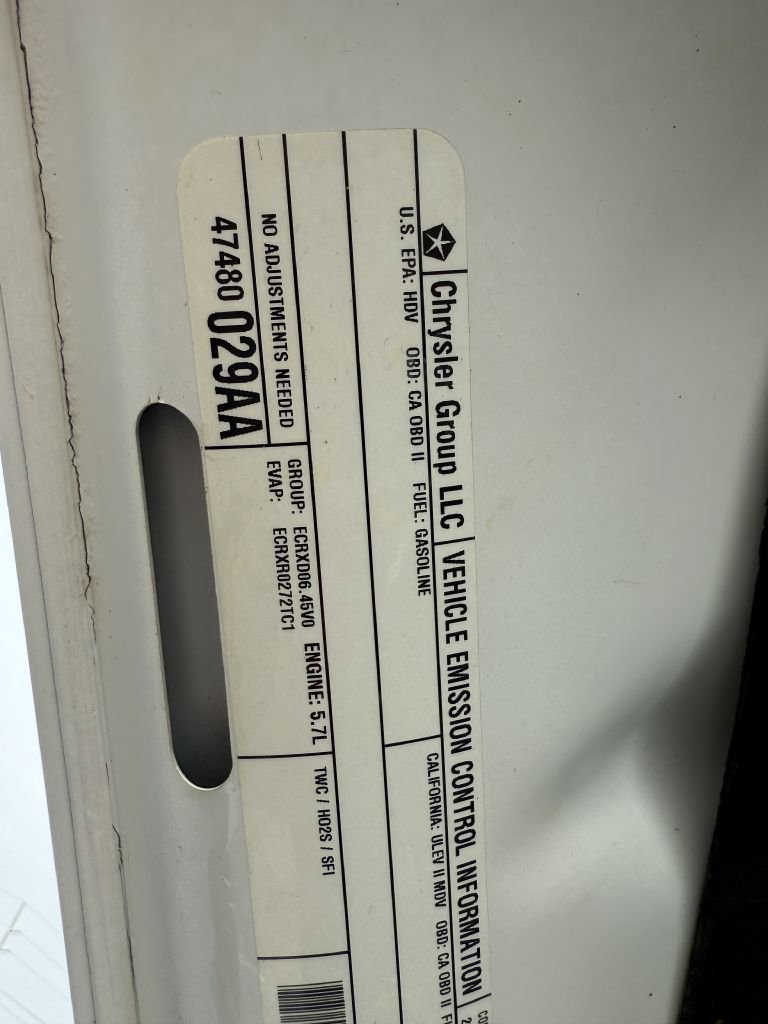 Chrysler Group LLC VEHICLE EMISSION CONTROL INFORMATION
U.S. EPA: HDV OBD: CA OBD II FUEL: GASOLINE
CALIFORNIA: ULEV II MDV OBD: CA OBD II
NO ADJUSTMENTS NEEDED
47480 029AA
ENGINE: 5.7L
GROUP: ECRXD06.45V0
EVAP: ECRXR0272TC1
TWC / HO2S / SFI